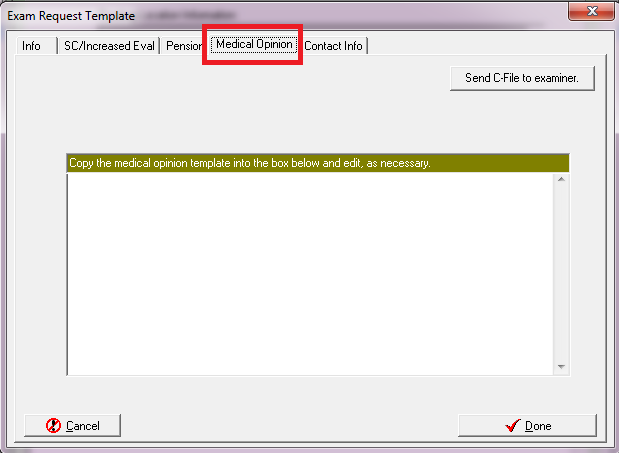 Exam Request Template
Info SC/Increased Eval Pension Medical Opinion Contact Info
Send C-File to examiner.
Copy the medical opinion template into the box below and edit, as necessary.
Cancel Done